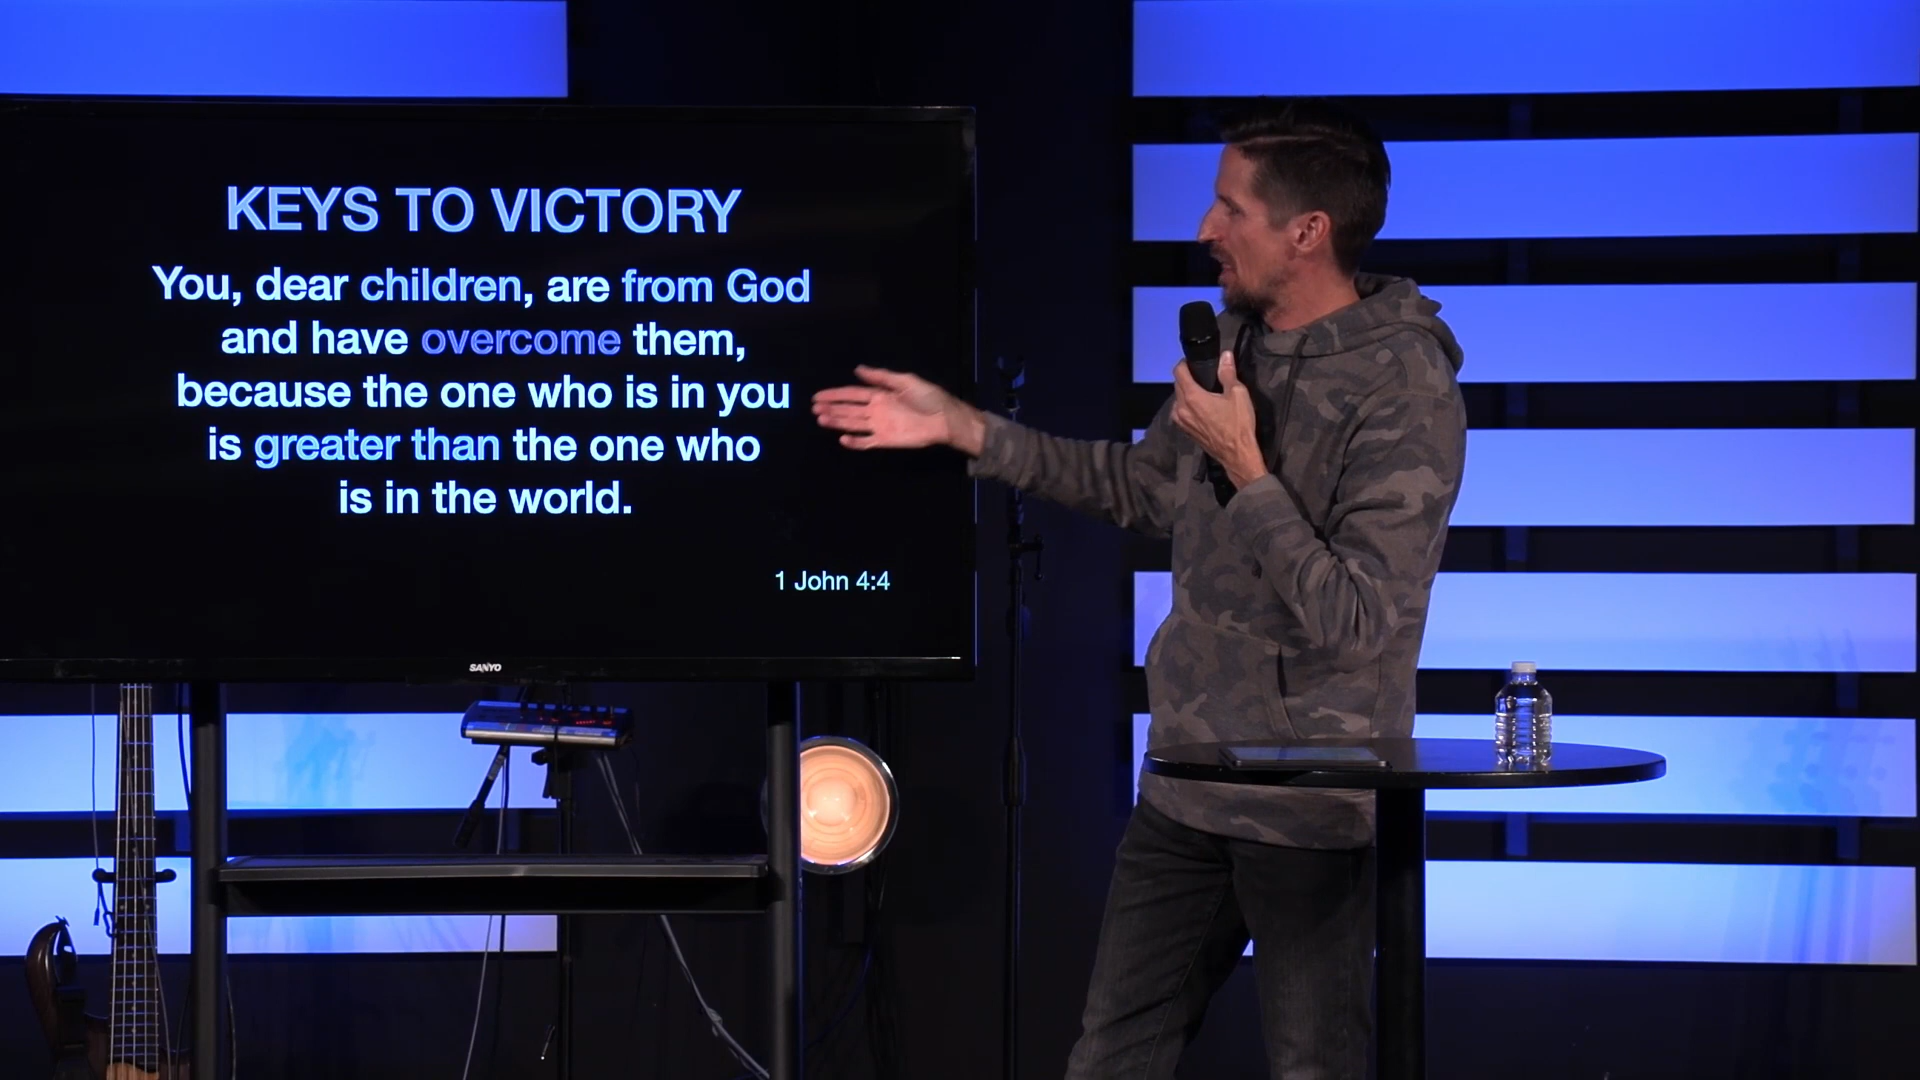 KEYS TO VICTORY
You, dear children, are from God
and have overcome them,
because the one who is in you
is greater than the one who
is in the world.
1 John 4:4
SANYO